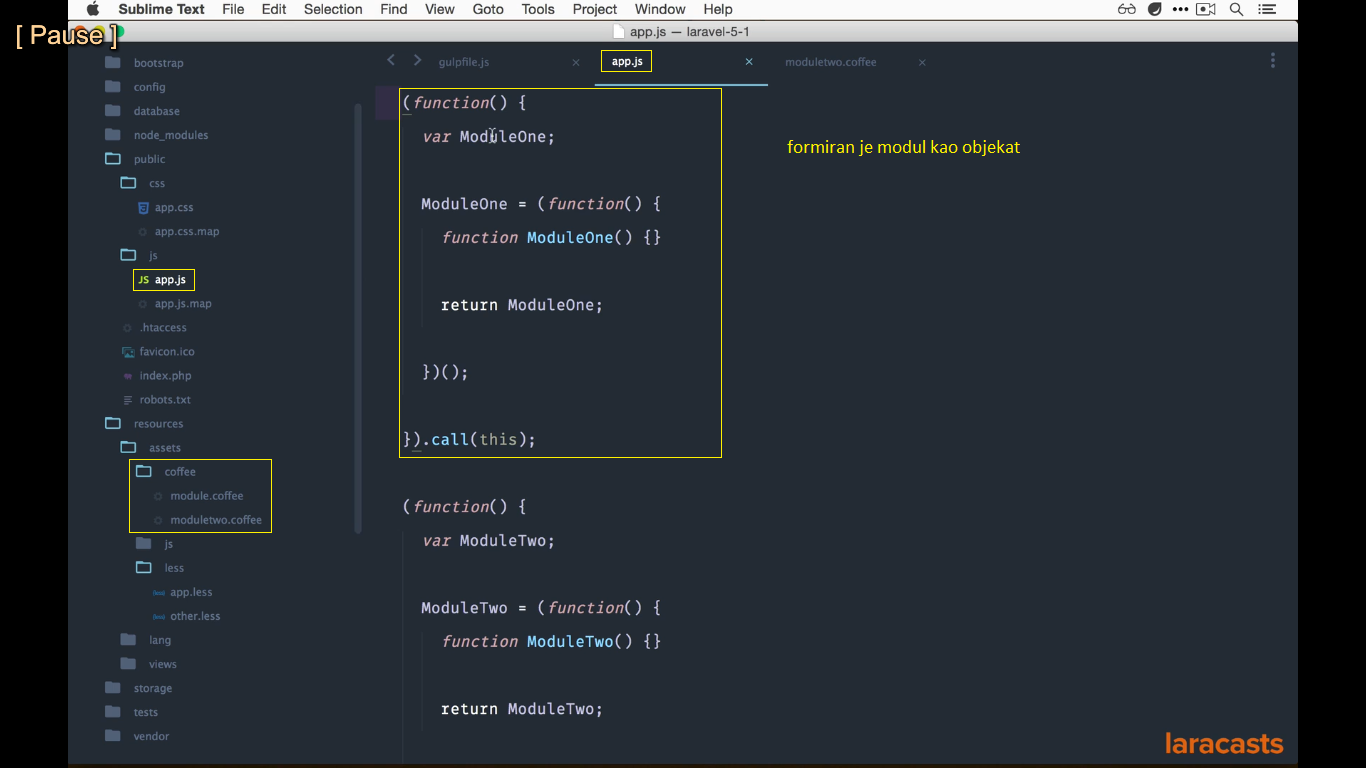 Sublime Text File Edit Selection Find View Goto Tools Project Window Help
[ Pause ]
app.js — laravel-5-1
bootstrap
config
database
node_modules
public
css
app.css
app.css.map
js
JS app.js
app.js.map
.htaccess
favicon.ico
index.php
robots.txt
resources
assets
coffee
module.coffee
moduletwo.coffee
js
less
app.less
other.less
lang
views
storage
tests
vendor
gulpfile.js × app.js × moduletwo.coffee ×
(function() {
var ModuleOne;
ModuleOne = (function() {
function ModuleOne() {}
return ModuleOne;
})();
}).call(this);
(function() {
var ModuleTwo;
ModuleTwo = (function() {
function ModuleTwo() {}
return ModuleTwo;
formiran je modul kao objekat
laracasts